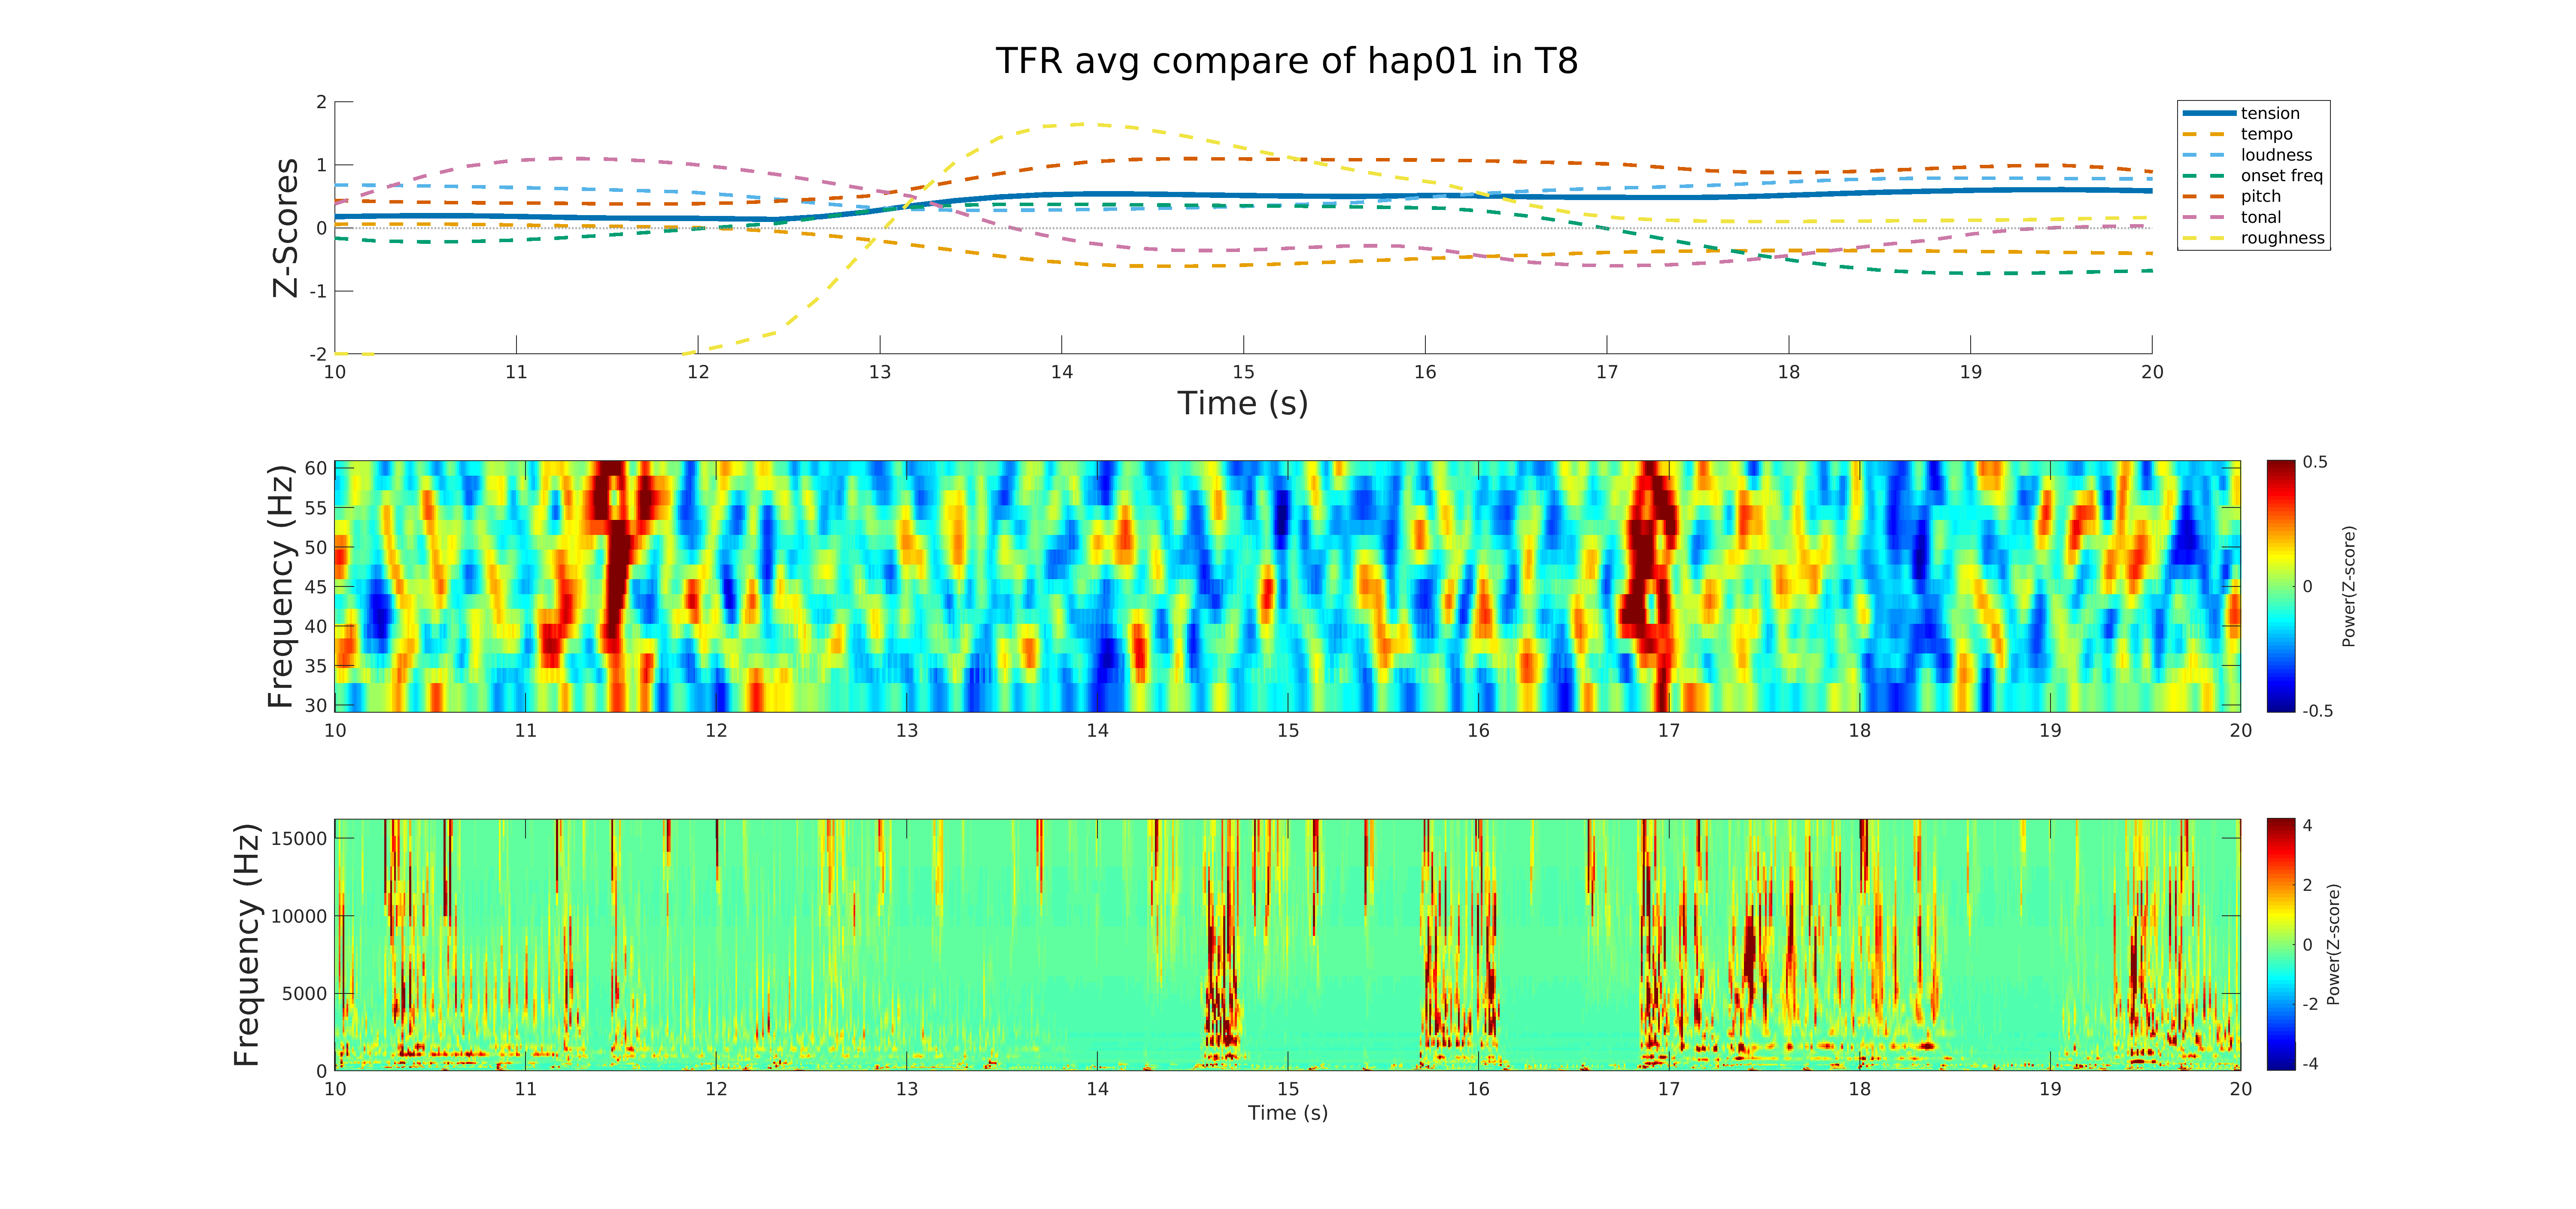 TFR avg compare of hap01 in T8
Z-Scores
2
1
0
-1
-2
10 11 12 13 14 15 16 17 18 19 20
Time (s)
tension
tempo
loudness
onset freq
pitch
tonal
roughness
Frequency (Hz)
60
55
50
45
40
35
30
10 11 12 13 14 15 16 17 18 19 20
0.5
0
-0.5
Power(Z-score)
Frequency (Hz)
15000
10000
5000
0
10 11 12 13 14 15 16 17 18 19 20
Time (s)
4
2
0
-2
-4
Power(Z-score)